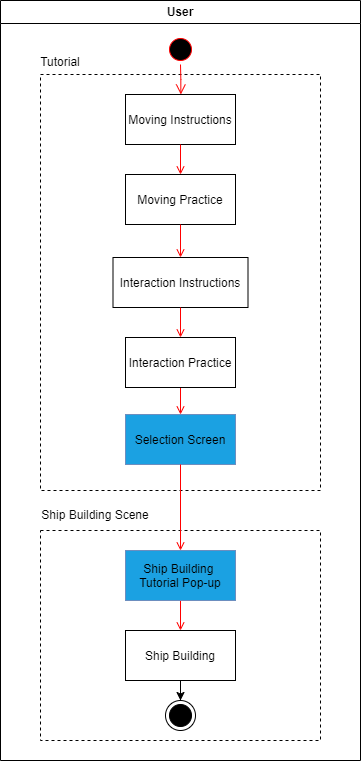 User
Tutorial
Moving Instructions
Moving Practice
Interaction Instructions
Interaction Practice
Selection Screen
Ship Building Scene
Ship Building
Tutorial Pop-up
Ship Building